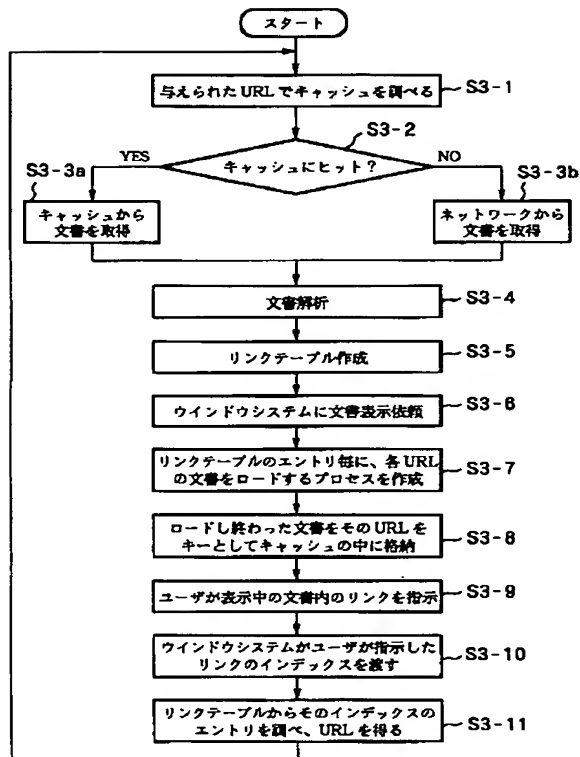 スタート
与えられた URL でキャッシュを調べる
S3-1
S3-2
キャッシュにヒット?
YES
NO
S3-3a
キャッシュから
文書を取得
S3-3b
ネットワークから
文書を取得
文書解析
S3-4
リンクテーブル作成
S3-5
ウインドウシステムに文書表示依頼
S3-6
リンクテーブルのエントリ毎に、各 URL
の文書をロードするプロセスを作成
S3-7
ロードし終わった文書をその URL を
キーとしてキャッシュの中に格納
S3-8
ユーザが表示中の文書内のリンクを指示
S3-9
ウインドウシステムがユーザが指示した
リンクのインデックスを渡す
S3-10
リンクテーブルからそのインデックスの
エントリを調べ、URL を得る
S3-11